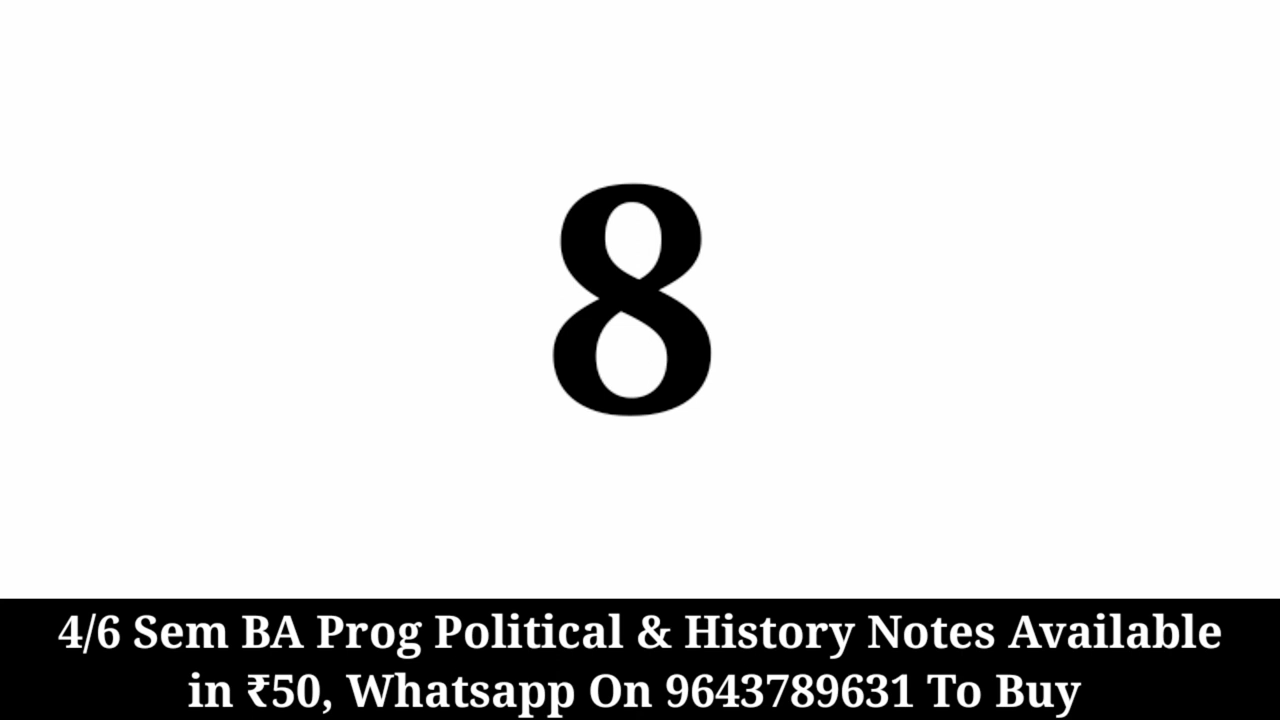 8
4/6 Sem BA Prog Political & History Notes Available
in ₹50, Whatsapp On 9643789631 To Buy